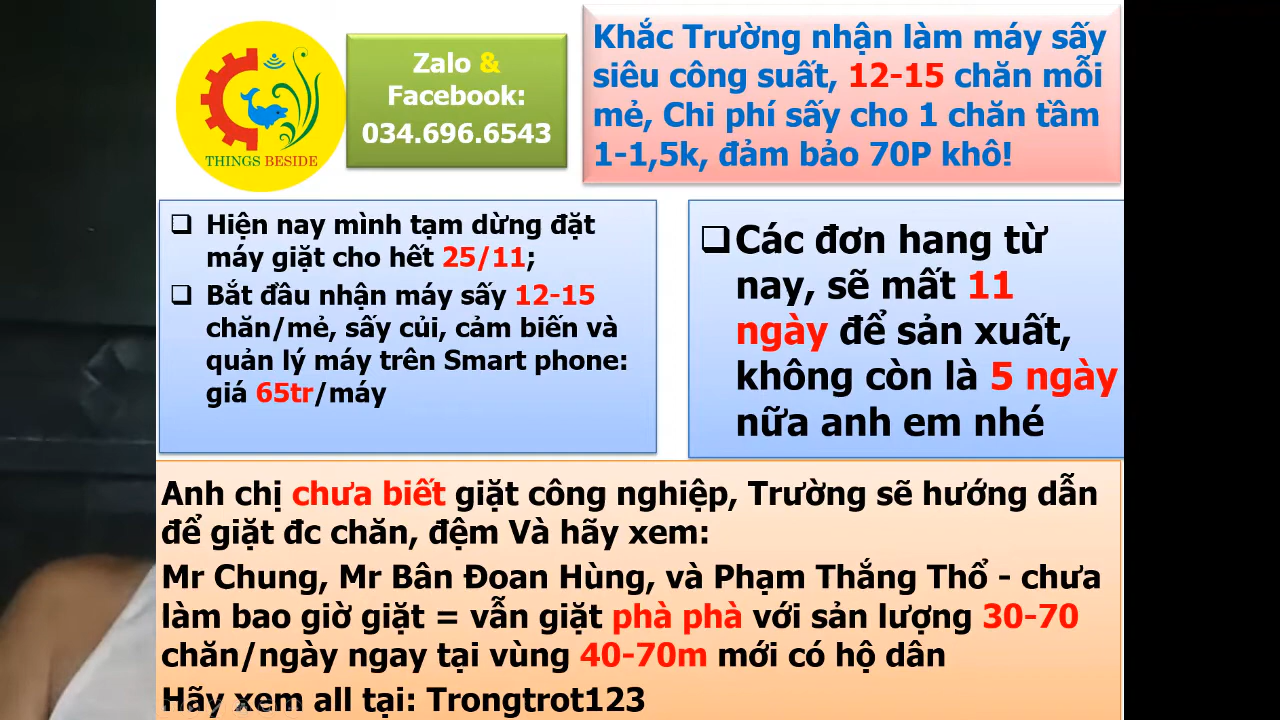 THINGS BESIDE
Zalo &
Facebook:
034.696.6543
Khắc Trường nhận làm máy sấy
siêu công suất, 12-15 chăn mỗi
mẻ, Chi phí sấy cho 1 chăn tầm
1-1,5k, đảm bảo 70P khô!
❑ Hiện nay mình tạm dừng đặt
máy giặt cho hết 25/11;
❑ Bắt đầu nhận máy sấy 12-15
chăn/mẻ, sấy củi, cảm biến và
quản lý máy trên Smart phone:
giá 65tr/máy
❑Các đơn hang từ
nay, sẽ mất 11
ngày để sản xuất,
không còn là 5 ngày
nữa anh em nhé
Anh chị chưa biết giặt công nghiệp, Trường sẽ hướng dẫn
để giặt đc chăn, đệm Và hãy xem:
Mr Chung, Mr Bân Đoan Hùng, và Phạm Thắng Thổ - chưa
làm bao giờ giặt = vẫn giặt phà phà với sản lượng 30-70
chăn/ngày ngay tại vùng 40-70m mới có hộ dân
Hãy xem all tại: Trongtrot123